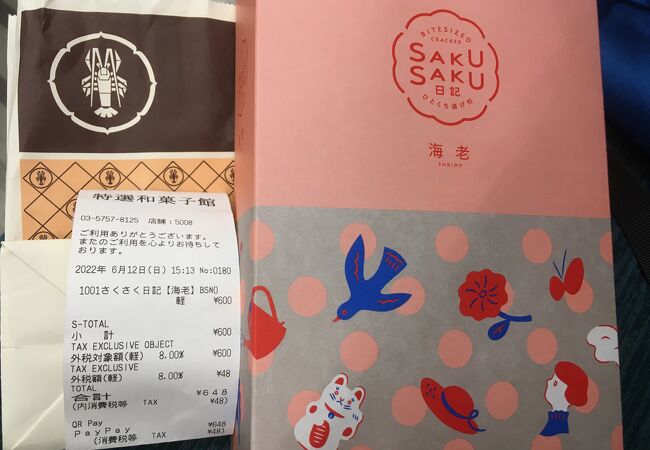 特選和菓子館
03-5757-8125 店舗:5008
ご利用ありがとうございます。
またのご利用を心よりお待ちして
おります。
2022年 6月12日(日) 15:13 No:0180
1001さくさく日記【海老】BSNO
軽 ¥600
S-TOTAL
小 計 ¥600
TAX EXCLUSIVE OBJECT
外税対象額(軽) 8.00% ¥600
TAX EXCLUSIVE
外税額(軽) 8.00% ¥48
TOTAL
合計 ¥648
(内消費税等 TAX ¥48)
QR Pay ¥648
PayPay
(消費税等 TAX ¥48)
BITESIZED
CRACKER
SAKU
SAKU
日記
ひとくち揚げ煎
海老
SHRIMP